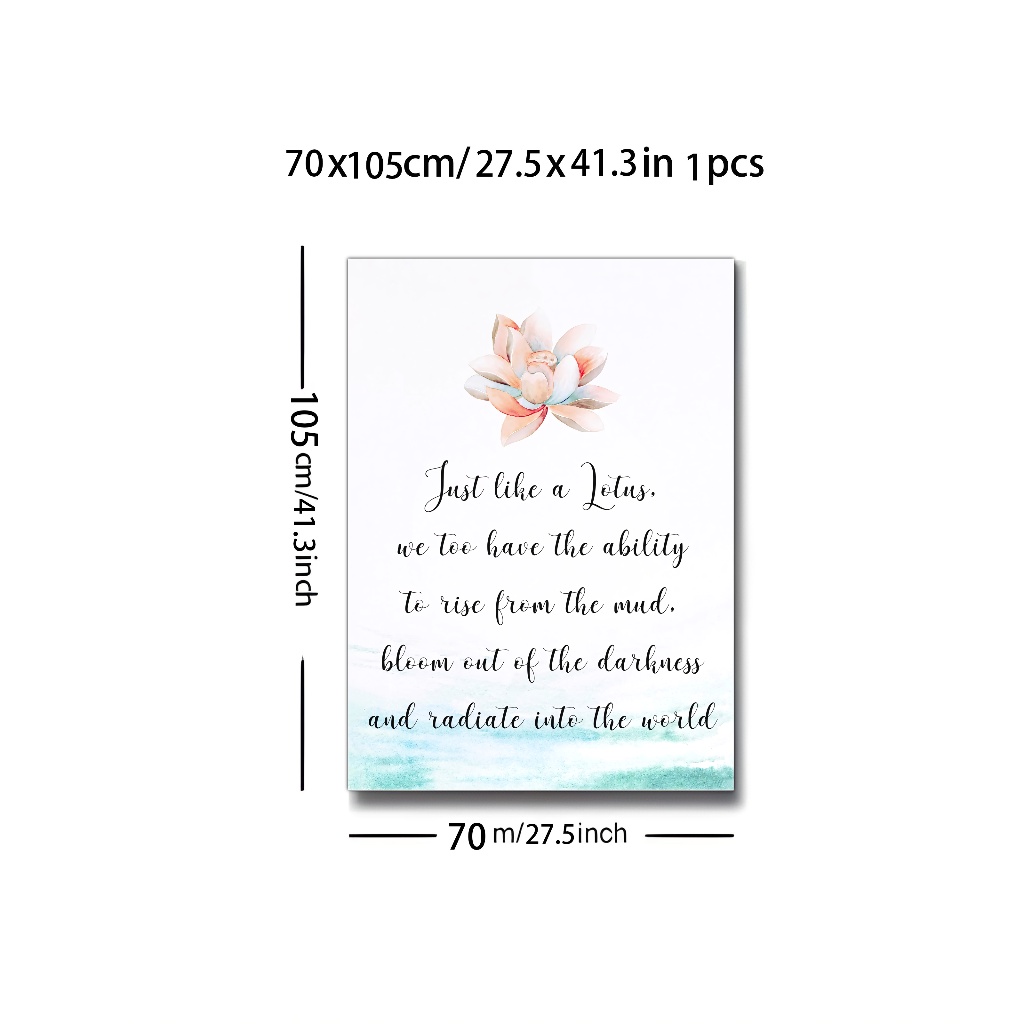 70x105cm/27.5x41.3in 1pcs
105cm/41.3inch
Just like a Lotus,
we too have the ability
to rise from the mud,
bloom out of the darkness
and radiate into the world
70 m/27.5inch